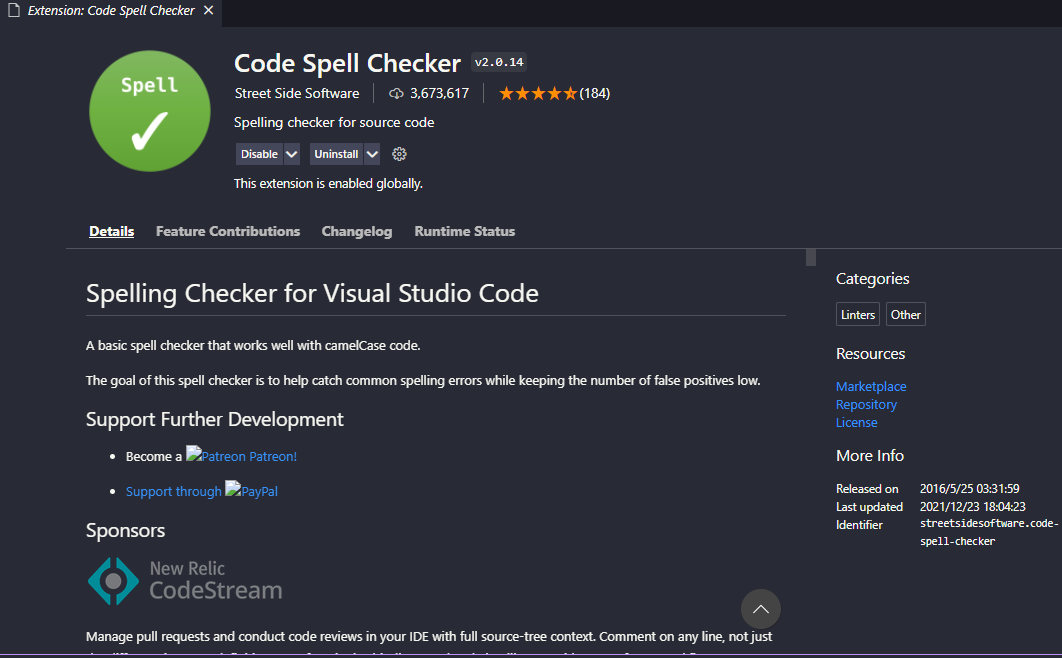 Extension: Code Spell Checker
Spell
Code Spell Checker v2.0.14
Street Side Software 3,673,617 (184)
Spelling checker for source code
Disable Uninstall
This extension is enabled globally.
Details Feature Contributions Changelog Runtime Status
Spelling Checker for Visual Studio Code
A basic spell checker that works well with camelCase code.
The goal of this spell checker is to help catch common spelling errors while keeping the number of false positives low.
Support Further Development
Become a Patreon Patreon!
Support through PayPal
Sponsors
New Relic
CodeStream
Manage pull requests and conduct code reviews in your IDE with full source-tree context. Comment on any line, not just
Categories
Linters Other
Resources
Marketplace
Repository
License
More Info
Released on 2016/5/25 03:31:59
Last updated 2021/12/23 18:04:23
Identifier streetsidesoftware.code-
spell-checker